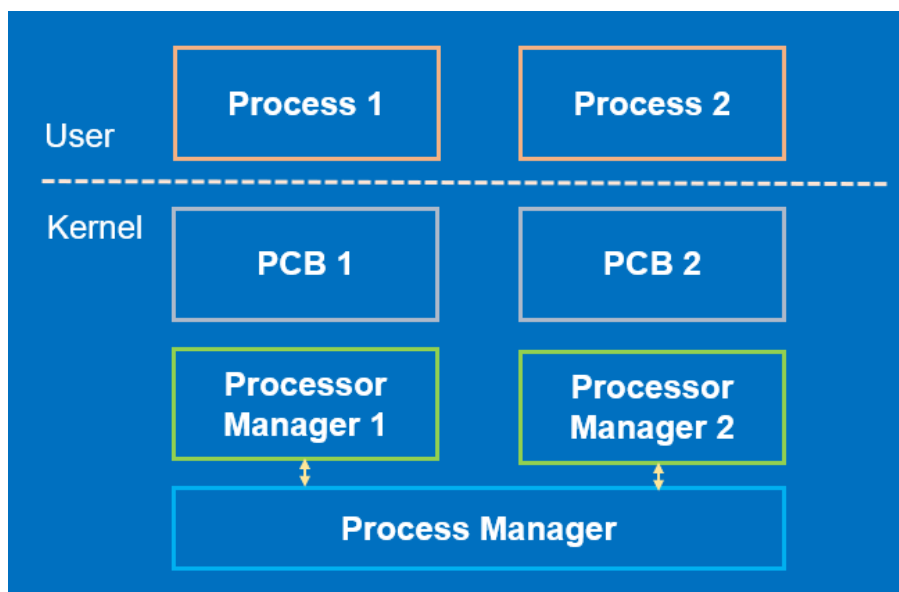 Process 1
Process 2
User
Kernel
PCB 1
PCB 2
Processor
Manager 1
Processor
Manager 2
Process Manager